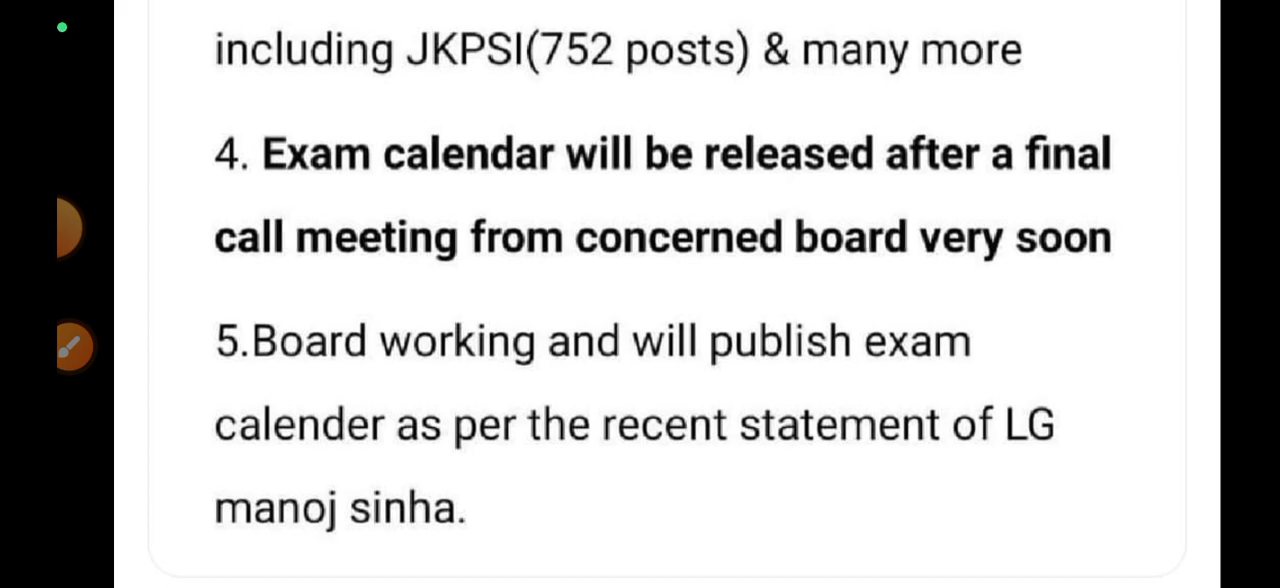 including JKPSI(752 posts) & many more
4. Exam calendar will be released after a final
call meeting from concerned board very soon
5.Board working and will publish exam
calender as per the recent statement of LG
manoj sinha.